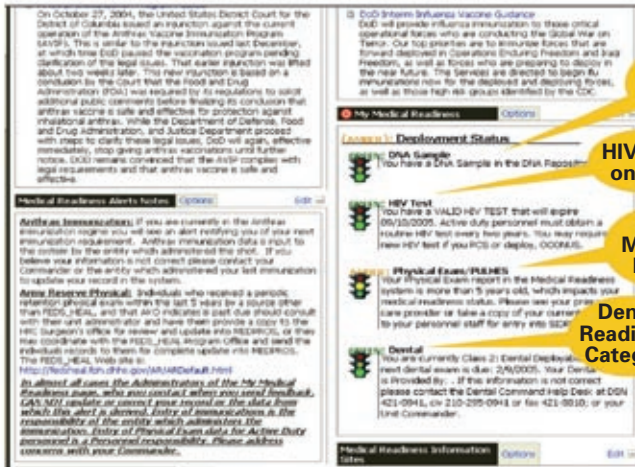 On October 27, 2004, the United States District Court for the
District of Columbia issued an injunction against the current
operation of the Anthrax Vaccine Immunization Program
(AVIP). This is similar to the injunction issued last December,
at which time DoD paused the vaccination program pending
clarification of the legal issues. That earlier injunction was lifted
about two weeks later. This new injunction is based on a
conclusion by the Court that the Food and Drug
Administration (FDA) was required by its regulations to solicit
additional public comments before finalizing its conclusion that
anthrax vaccine is safe and effective for protection against
inhalational anthrax. While the Department of Defense, Food
and Drug Administration, and Justice Department proceed
with steps to clarify these legal issues, DoD will again, effective
immediately, stop giving anthrax vaccinations until further
notice. DOD remains convinced that the AVIP complies with
legal requirements and that anthrax vaccine is safe and
effective.
Medical Readiness Alerts Notes Options Edit
Anthrax Immunization: If you are currently in the Anthrax
immunization regime you will see an alert notifying you of your next
immunization requirement. Anthrax immunization data is input to
the system by the entity which administered the shot. If you
believe your information is not correct please contact your
Commander or the entity which administered your last immunization
to update your record in the system.
Army Reserve Physical: Individuals who received a periodic
retention physical exam within the last 5 years by a source other
than FEDS_HEAL, and that AKO indicates is past due should consult
with their unit administrator and have them provide a copy to the
HRC Surgeon's office for review and update into MEDPROS, or they
may coordinate with the FEDS_HEAL Program Office and send the
individuals records to them for complete update into MEDPROS.
The FEDS_HEAL Web site is:
http://fedsheal.foh.dhhs.gov/AR/ARDefault.html
In almost all cases the Administrators of the My Medical
Readiness page, who you contact when you send feedback,
CAN NOT update or correct your record or the data from
which this alert is derived. Entry of immunizations is the
responsibility of the entity which administers the
immunization. Entry of Physical Exam data for Active Duty
personnel is a Personnel responsibility. Please address
concerns with your Commander.
DoD Interim Influenza Vaccine Guidance
DoD will provide influenza immunization to those critical
operational forces who are conducting the Global War on
Terror. Our top priorities are to immunize forces that are
forward deployed in Operations Enduring Freedom and Iraq
Freedom, as well as forces who are preparing to deploy in
the near future. The Services are directed to begin flu
immunizations now for the deployed and deploying forces,
as well as those high risk groups identified by the CDC.
My Medical Readiness Options
(AMBER): Deployment Status
DNA Sample
You have a DNA Sample in the DNA Repository
HIV Test
You have a VALID HIV TEST that will expire
09/10/2005. Active duty personnel must obtain a
routine HIV test every two years. You may require
new HIV test if you PCS or deploy, OCONUS.
Physical Exam/PULHES
Your Physical Exam report in the Medical Readiness
system is more than 5 years old, which impacts your
medical readiness status. Please see your
care provider or take a copy of your current
to your personnel staff for entry into
Dental
You are currently Class 2: Dental Deployable
next dental exam is due: 2/9/2005. Your Dental
is Provided By: . If this information is not correct
please contact the Dental Command Help Desk at DSN
421-8941, cv 210-295-8941 or fax 421-8810; or your
Unit Commander.
Medical Readiness Information
Sites Options
HIV
on
M
Den
Readi
Categ